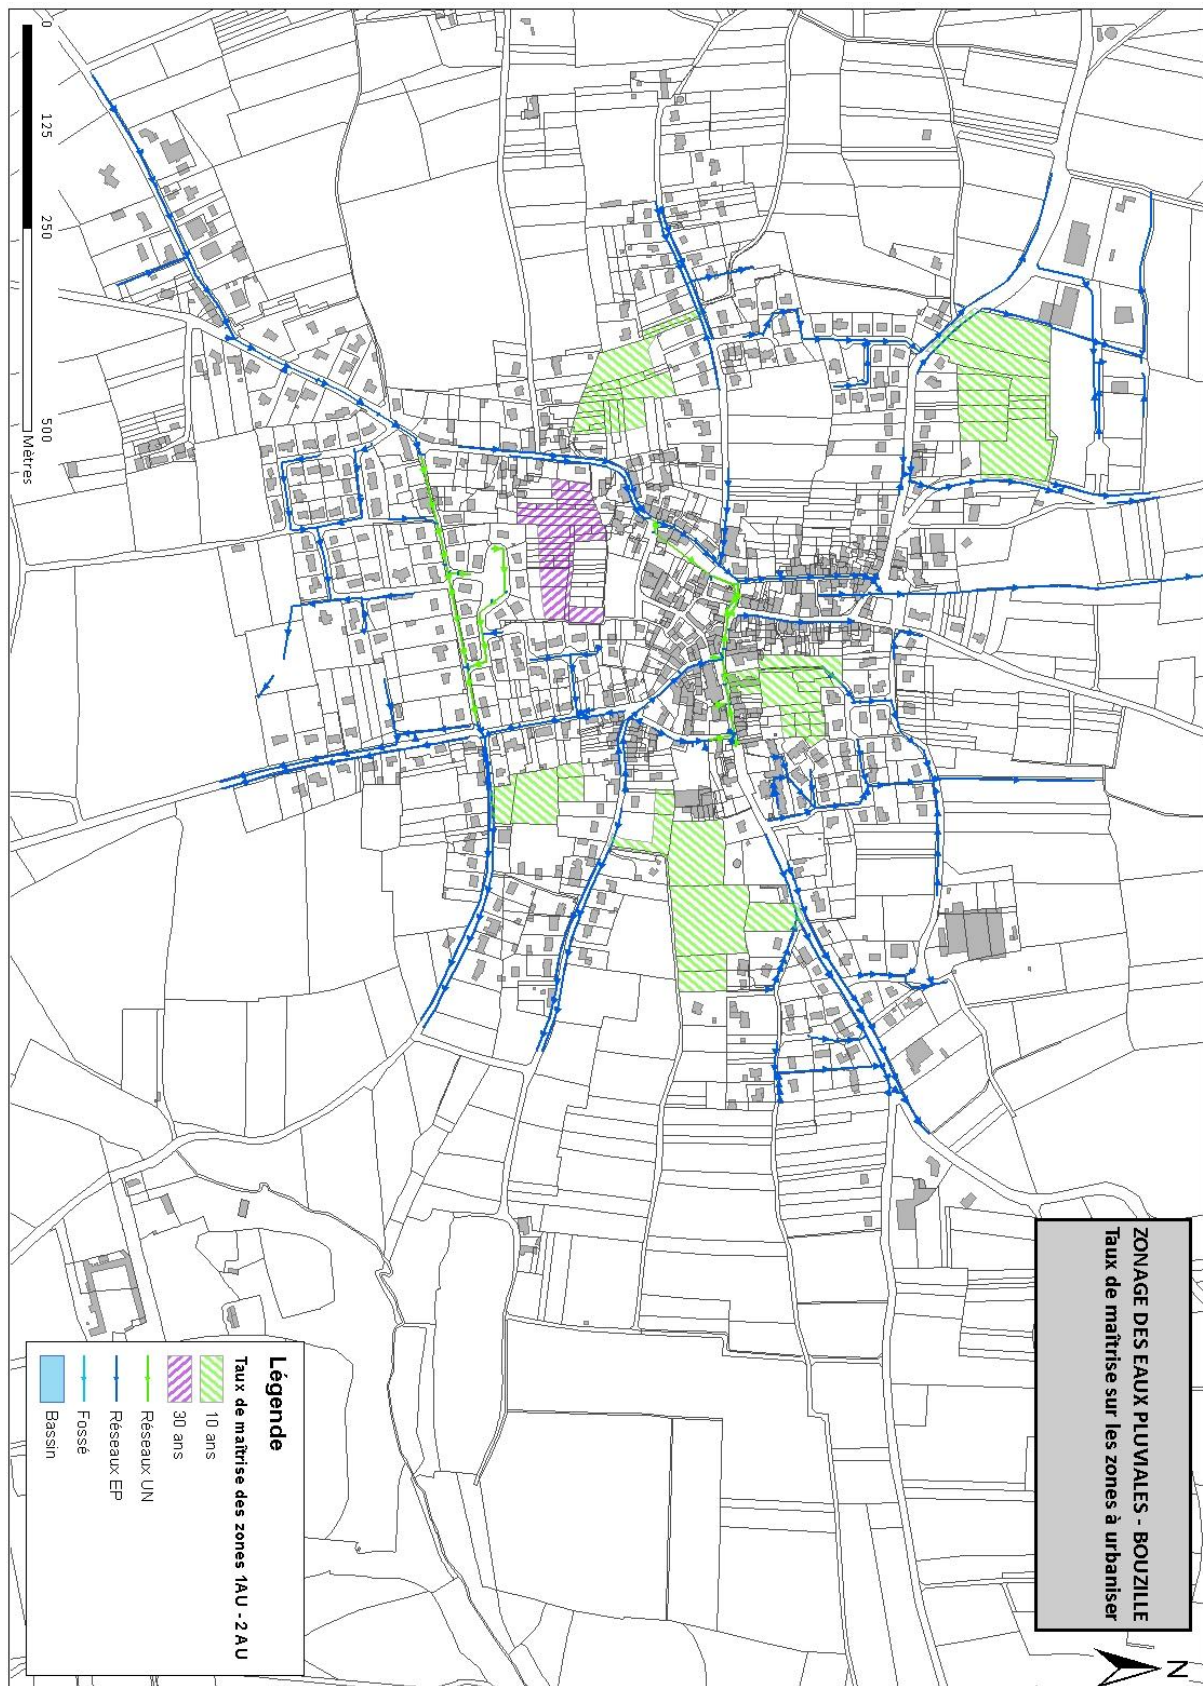 ZONAGE DES EAUX PLUVIALES - BOUZILLE
Taux de maîtrise sur les zones à urbaniser
N
Légende
Taux de maîtrise des zones 1AU - 2AU
10 ans
30 ans
Réseaux UN
Réseaux EP
Fossé
Bassin
0 125 250 500
Mètres